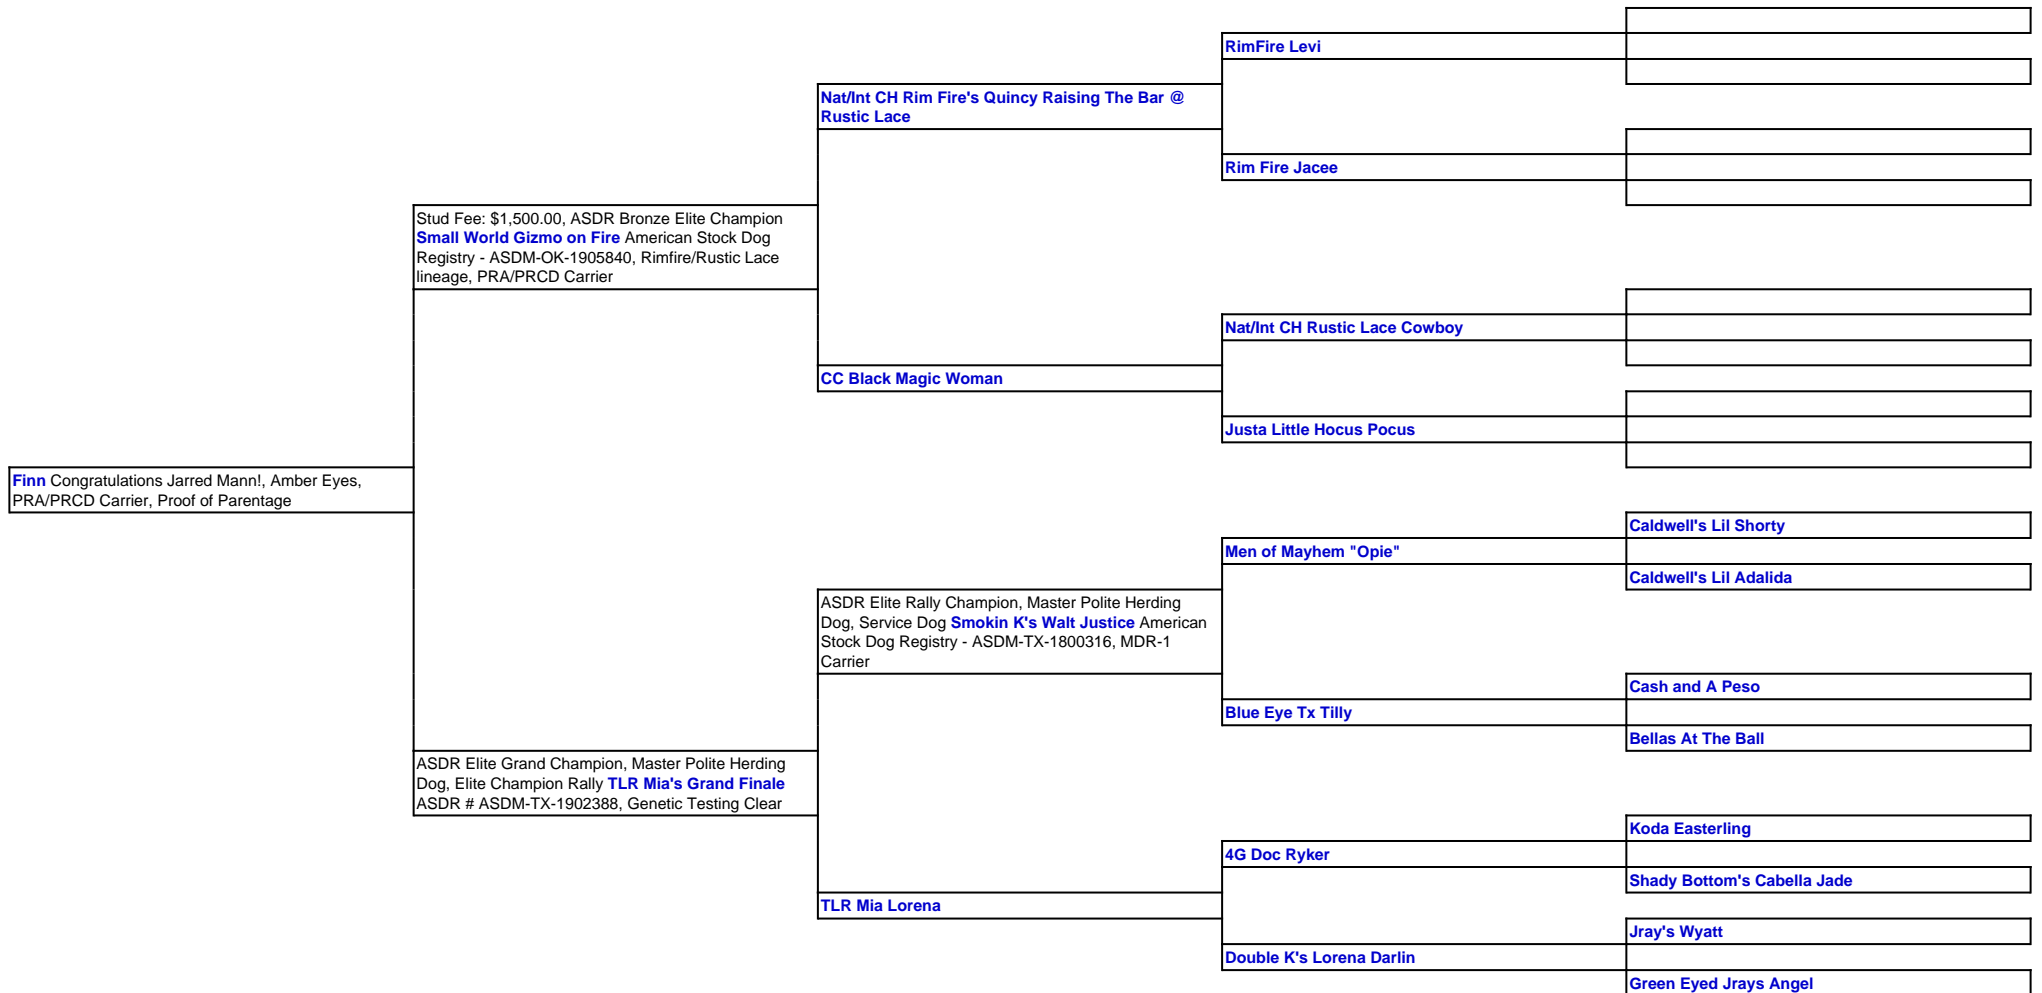 RimFire Levi
Nat/Int CH Rim Fire's Quincy Raising The Bar @
Rustic Lace
Rim Fire Jacee
Stud Fee: $1,500.00, ASDR Bronze Elite Champion
Small World Gizmo on Fire American Stock Dog
Registry - ASDM-OK-1905840, Rimfire/Rustic Lace
lineage, PRA/PRCD Carrier
Nat/Int CH Rustic Lace Cowboy
CC Black Magic Woman
Justa Little Hocus Pocus
Finn Congratulations Jarred Mann!, Amber Eyes,
PRA/PRCD Carrier, Proof of Parentage
Caldwell's Lil Shorty
Men of Mayhem "Opie"
Caldwell's Lil Adalida
ASDR Elite Rally Champion, Master Polite Herding
Dog, Service Dog Smokin K's Walt Justice American
Stock Dog Registry - ASDM-TX-1800316, MDR-1
Carrier
Cash and A Peso
Blue Eye Tx Tilly
Bellas At The Ball
ASDR Elite Grand Champion, Master Polite Herding
Dog, Elite Champion Rally TLR Mia's Grand Finale
ASDR # ASDM-TX-1902388, Genetic Testing Clear
Koda Easterling
4G Doc Ryker
Shady Bottom's Cabella Jade
TLR Mia Lorena
Jray's Wyatt
Double K's Lorena Darlin
Green Eyed Jrays Angel